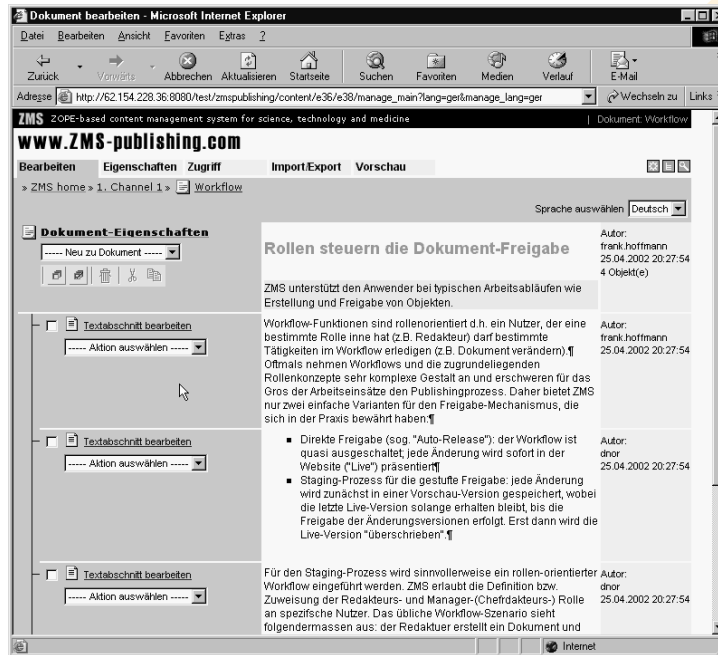 Dokument bearbeiten - Microsoft Internet Explorer
Datei Bearbeiten Ansicht Favoriten Extras ?
Zurück Vorwärts Abbrechen Aktualisieren Startseite Suchen Favoriten Medien Verlauf E-Mail
Adresse http://62.154.228.36:8080/test/zmspublishing/content/e36/e38/manage_main?lang=ger&manage_lang=ger Wechseln zu Links
ZMS ZOPE-based content management system for science, technology and medicine | Dokument: Workflow
www.ZMS-publishing.com
Bearbeiten Eigenschaften Zugriff Import/Export Vorschau
» ZMS home » 1. Channel 1 » Workflow
Sprache auswählen Deutsch
Dokument-Eigenschaften
----- Neu zu Dokument -----
Rollen steuern die Dokument-Freigabe
ZMS unterstützt den Anwender bei typischen Arbeitsabläufen wie
Erstellung und Freigabe von Objekten.
Autor:
frank.hoffmann
25.04.2002 20:27:54
4 Objekt(e)
Textabschnitt bearbeiten
----- Aktion auswählen -----
Workflow-Funktionen sind rollenorientiert d.h. ein Nutzer, der eine
bestimmte Rolle inne hat (z.B. Redakteur) darf bestimmte
Tätigkeiten im Workflow erledigen (z.B. Dokument verändern).¶
Oftmals nehmen Workflows und die zugrundeliegenden
Rollenkonzepte sehr komplexe Gestalt an und erschweren für das
Gros der Arbeitseinsätze den Publishingprozess. Daher bietet ZMS
nur zwei einfache Varianten für den Freigabe-Mechanismus, die
sich in der Praxis bewährt haben:¶
Autor:
frank.hoffmann
25.04.2002 20:27:54
Textabschnitt bearbeiten
----- Aktion auswählen -----
▪ Direkte Freigabe (sog. "Auto-Release"): der Workflow ist
quasi ausgeschaltet; jede Änderung wird sofort in der
Website ("Live") präsentiert¶
▪ Staging-Prozess für die gestufte Freigabe: jede Änderung
wird zunächst in einer Vorschau-Version gespeichert, wobei
die letzte Live-Version solange erhalten bleibt, bis die
Freigabe der Änderungsversionen erfolgt. Erst dann wird die
Live-Version "überschrieben".¶
Autor:
dnor
25.04.2002 20:27:54
Textabschnitt bearbeiten
----- Aktion auswählen -----
Für den Staging-Prozess wird sinnvollerweise ein rollen-orientierter
Workflow eingeführt werden. ZMS erlaubt die Definition bzw.
Zuweisung der Redakteurs- und Manager-(Chefrdakteurs-) Rolle
an spezifsche Nutzer. Das übliche Workflow-Szenario sieht
folgendermassen aus: der Redaktuer erstellt ein Dokument und
Autor:
dnor
25.04.2002 20:27:54
Internet